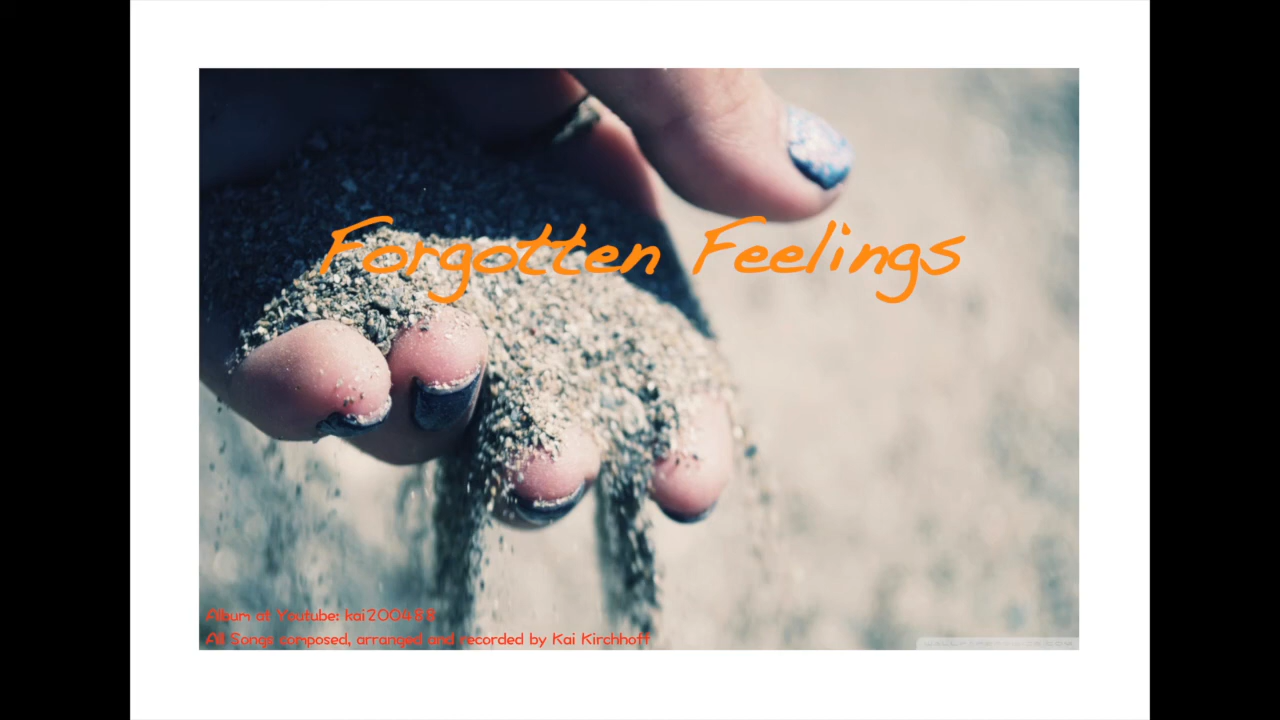 Forgotten Feelings
Album at Youtube: kai200488
All Songs composed, arranged and recorded by Kai Kirchhoff